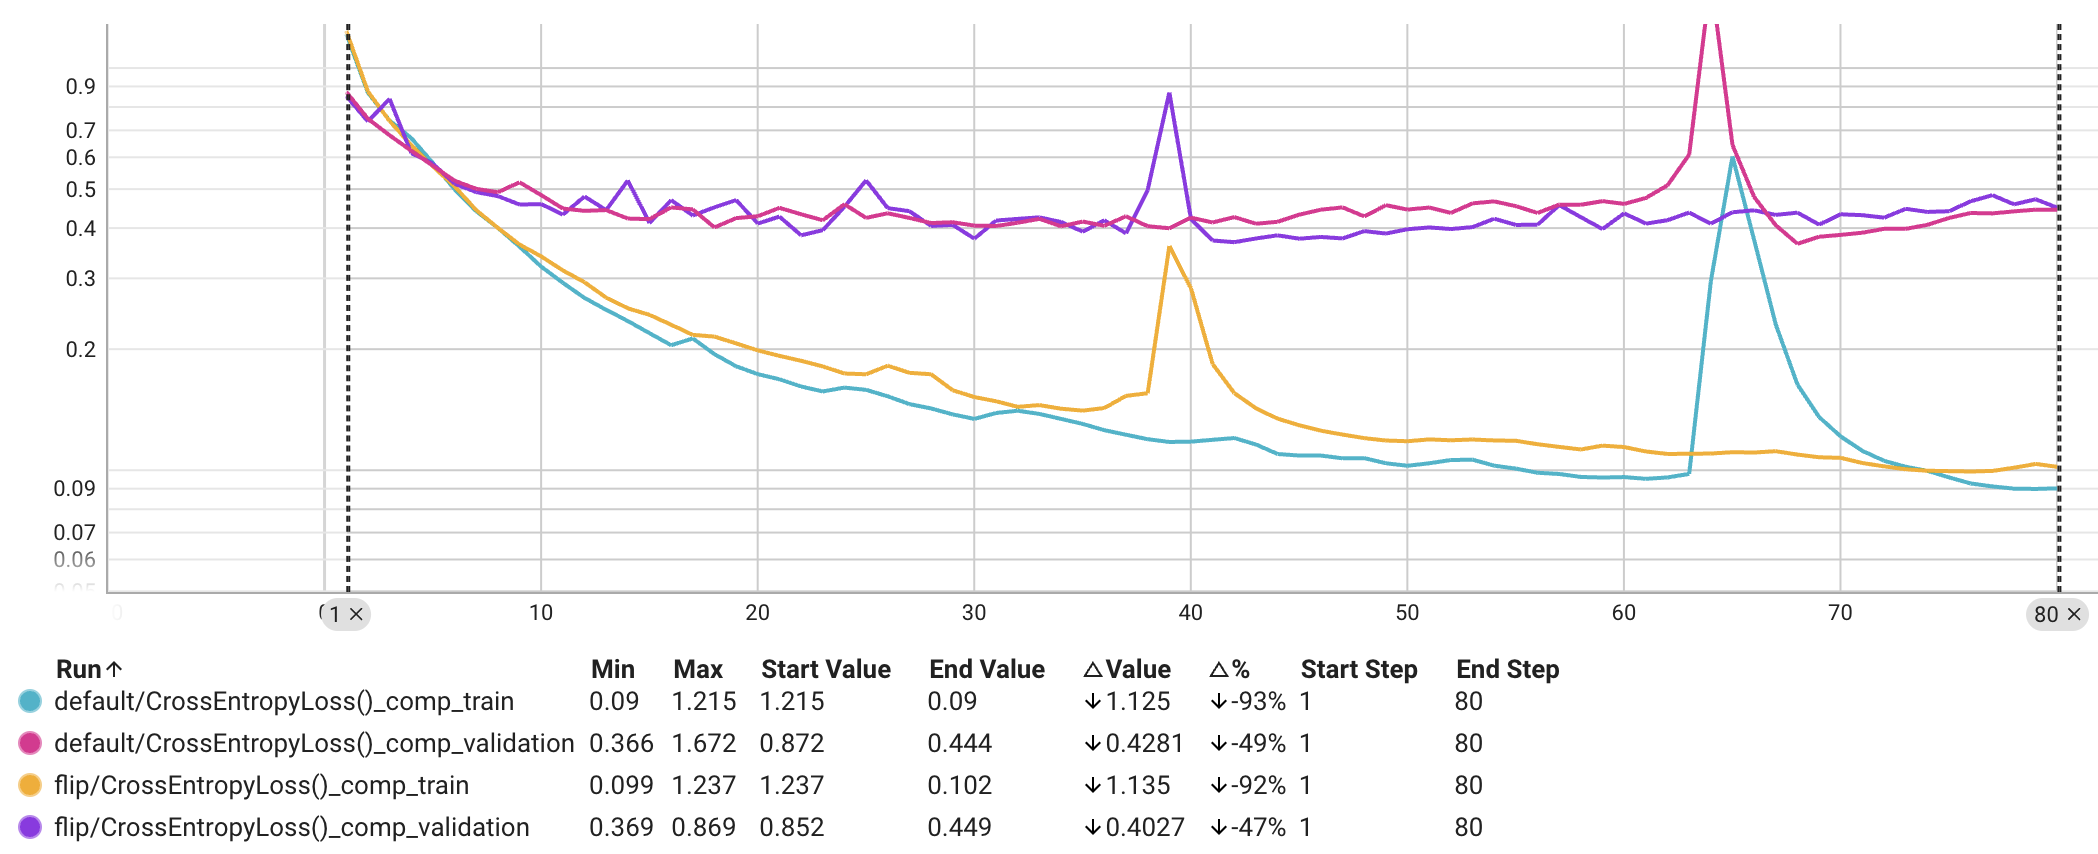 0.9
0.7
0.6
0.5
0.4
0.3
0.2
0.09
0.07
0.06
0.05
0 1 × 10 20 30 40 50 60 70 80 ×
Run↑ Min Max Start Value End Value △Value △% Start Step End Step
default/CrossEntropyLoss()_comp_train 0.09 1.215 1.215 0.09 ↓1.125 ↓-93% 1 80
default/CrossEntropyLoss()_comp_validation 0.366 1.672 0.872 0.444 ↓0.4281 ↓-49% 1 80
flip/CrossEntropyLoss()_comp_train 0.099 1.237 1.237 0.102 ↓1.135 ↓-92% 1 80
flip/CrossEntropyLoss()_comp_validation 0.369 0.869 0.852 0.449 ↓0.4027 ↓-47% 1 80